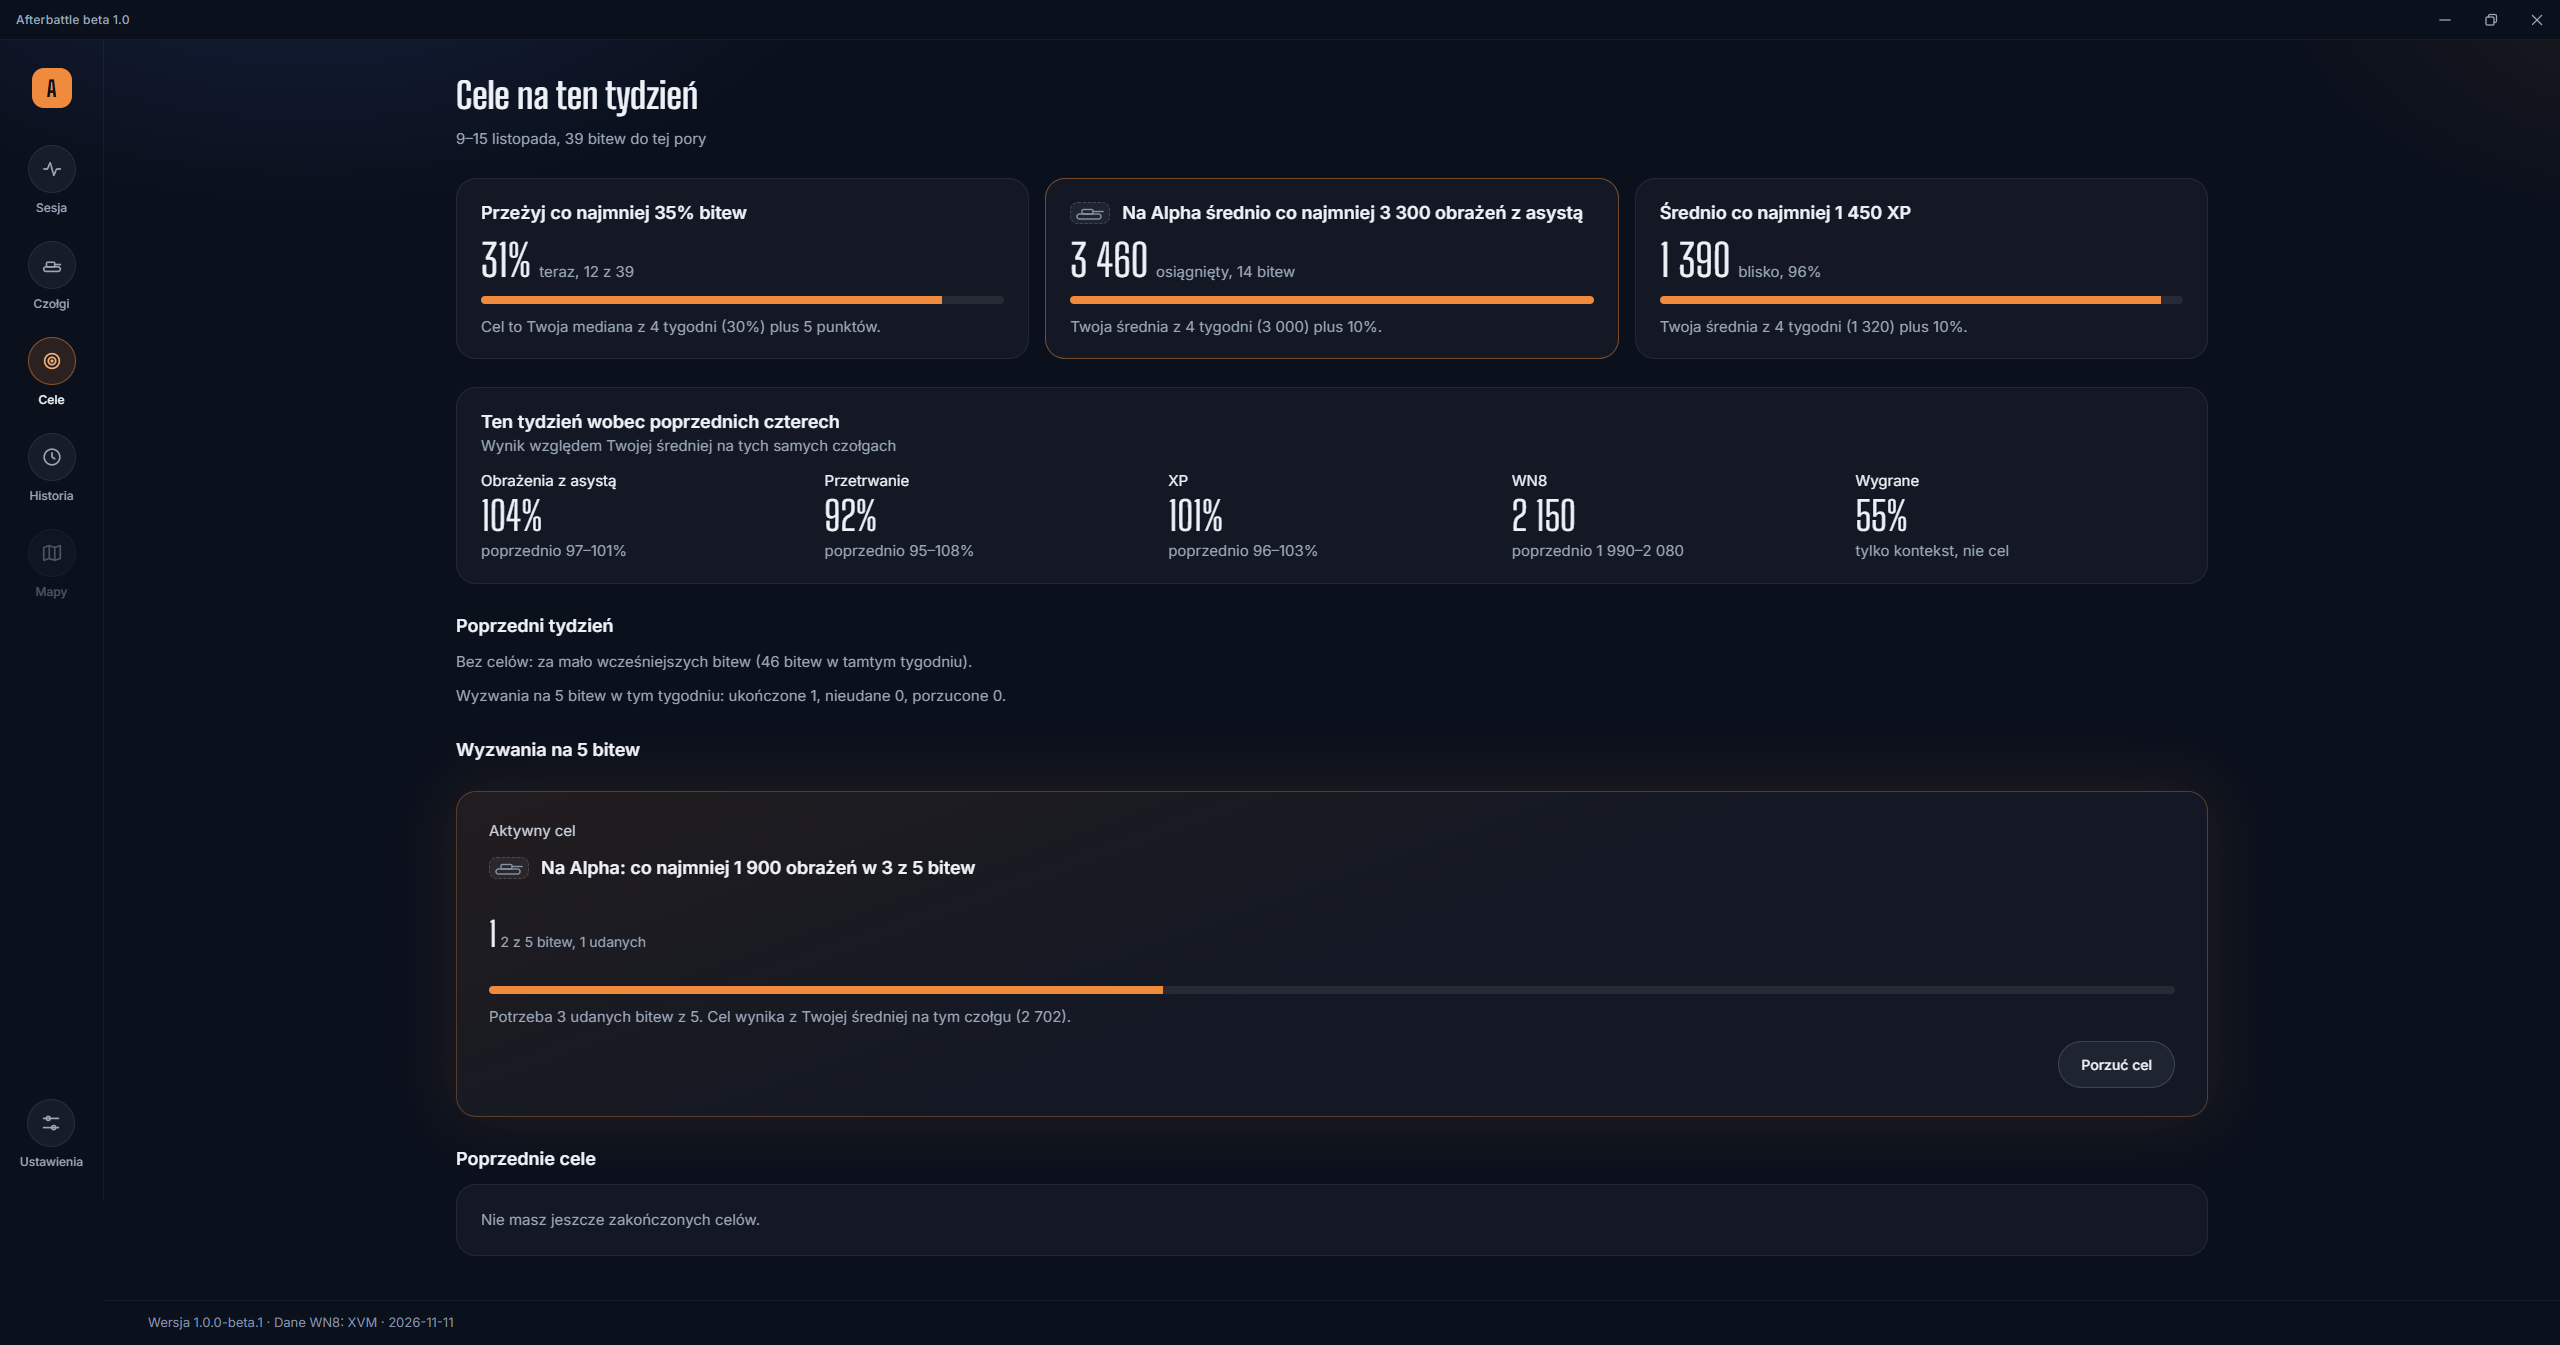 Afterbattle beta 1.0
A
Sesja
Czołgi
Cele
Historia
Mapy
Ustawienia
Cele na ten tydzień
9–15 listopada, 39 bitew do tej pory
Przeżyj co najmniej 35% bitew
31% teraz, 12 z 39
Cel to Twoja mediana z 4 tygodni (30%) plus 5 punktów.
Na Alpha średnio co najmniej 3 300 obrażeń z asystą
3 460 osiągnięty, 14 bitew
Twoja średnia z 4 tygodni (3 000) plus 10%.
Średnio co najmniej 1 450 XP
1 390 blisko, 96%
Twoja średnia z 4 tygodni (1 320) plus 10%.
Ten tydzień wobec poprzednich czterech
Wynik względem Twojej średniej na tych samych czołgach
Obrażenia z asystą
104%
poprzednio 97–101%
Przetrwanie
92%
poprzednio 95–108%
XP
101%
poprzednio 96–103%
WN8
2 150
poprzednio 1 990–2 080
Wygrane
55%
tylko kontekst, nie cel
Poprzedni tydzień
Bez celów: za mało wcześniejszych bitew (46 bitew w tamtym tygodniu).
Wyzwania na 5 bitew w tym tygodniu: ukończone 1, nieudane 0, porzucone 0.
Wyzwania na 5 bitew
Aktywny cel
Na Alpha: co najmniej 1 900 obrażeń w 3 z 5 bitew
1 2 z 5 bitew, 1 udanych
Potrzeba 3 udanych bitew z 5. Cel wynika z Twojej średniej na tym czołgu (2 702).
Porzuć cel
Poprzednie cele
Nie masz jeszcze zakończonych celów.
Wersja 1.0.0-beta.1 · Dane WN8: XVM · 2026-11-11